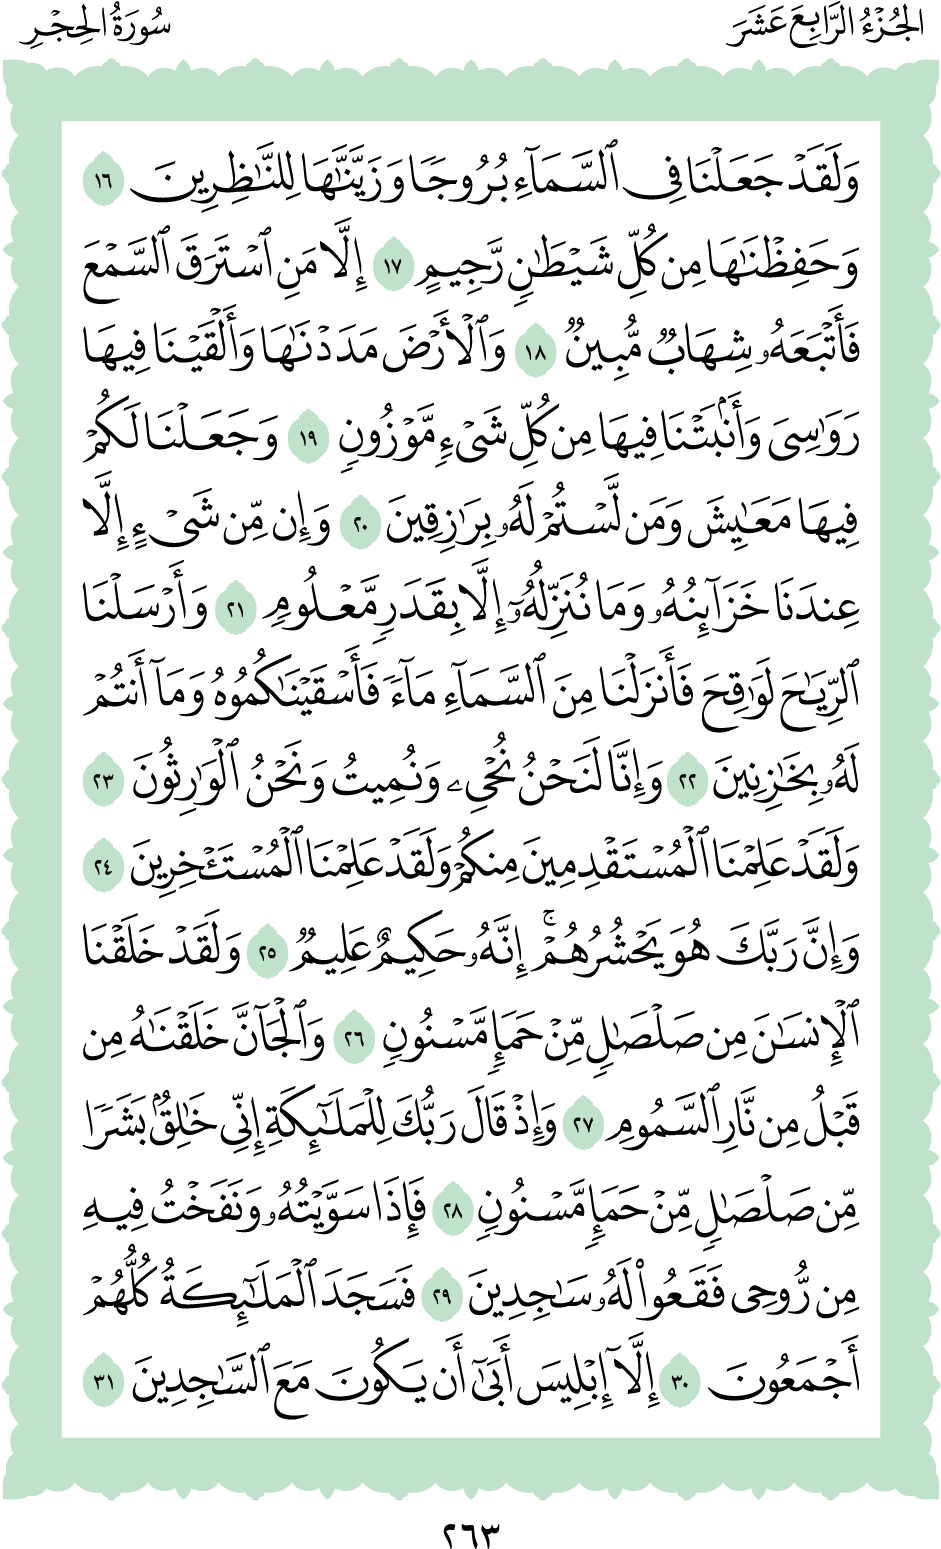 الجُزْءُ الرَّابِعَ عَشَرَ
سُورَةُ الحِجْرِ
وَلَقَدْ جَعَلْنَا فِى ٱلسَّمَآءِ بُرُوجًا وَزَيَّنَّٰهَا لِلنَّٰظِرِينَ ١٦
وَحَفِظْنَٰهَا مِن كُلِّ شَيْطَٰنٍ رَّجِيمٍ ١٧ إِلَّا مَنِ ٱسْتَرَقَ ٱلسَّمْعَ
فَأَتْبَعَهُۥ شِهَابٌ مُّبِينٌ ١٨ وَٱلْأَرْضَ مَدَدْنَٰهَا وَأَلْقَيْنَا فِيهَا
رَوَٰسِىَ وَأَنۢبَتْنَا فِيهَا مِن كُلِّ شَىْءٍ مَّوْزُونٍ ١٩ وَجَعَلْنَا لَكُمْ
فِيهَا مَعَٰيِشَ وَمَن لَّسْتُمْ لَهُۥ بِرَٰزِقِينَ ٢٠ وَإِن مِّن شَىْءٍ إِلَّا
عِندَنَا خَزَآئِنُهُۥ وَمَا نُنَزِّلُهُۥٓ إِلَّا بِقَدَرٍ مَّعْلُومٍ ٢١ وَأَرْسَلْنَا
ٱلرِّيَٰحَ لَوَٰقِحَ فَأَنزَلْنَا مِنَ ٱلسَّمَآءِ مَآءً فَأَسْقَيْنَٰكُمُوهُ وَمَآ أَنتُمْ
لَهُۥ بِخَٰزِنِينَ ٢٢ وَإِنَّا لَنَحْنُ نُحْىِۦ وَنُمِيتُ وَنَحْنُ ٱلْوَٰرِثُونَ ٢٣
وَلَقَدْ عَلِمْنَا ٱلْمُسْتَقْدِمِينَ مِنكُمْ وَلَقَدْ عَلِمْنَا ٱلْمُسْتَـْٔخِرِينَ ٢٤
وَإِنَّ رَبَّكَ هُوَ يَحْشُرُهُمْۚ إِنَّهُۥ حَكِيمٌ عَلِيمٌ ٢٥ وَلَقَدْ خَلَقْنَا
ٱلْإِنسَٰنَ مِن صَلْصَٰلٍ مِّنْ حَمَإٍ مَّسْنُونٍ ٢٦ وَٱلْجَآنَّ خَلَقْنَٰهُ مِن
قَبْلُ مِن نَّارِ ٱلسَّمُومِ ٢٧ وَإِذْ قَالَ رَبُّكَ لِلْمَلَٰٓئِكَةِ إِنِّى خَٰلِقٌۢ بَشَرًا
مِّن صَلْصَٰلٍ مِّنْ حَمَإٍ مَّسْنُونٍ ٢٨ فَإِذَا سَوَّيْتُهُۥ وَنَفَخْتُ فِيهِ
مِن رُّوحِى فَقَعُوا۟ لَهُۥ سَٰجِدِينَ ٢٩ فَسَجَدَ ٱلْمَلَٰٓئِكَةُ كُلُّهُمْ
أَجْمَعُونَ ٣٠ إِلَّآ إِبْلِيسَ أَبَىٰٓ أَن يَكُونَ مَعَ ٱلسَّٰجِدِينَ ٣١
٢٦٣